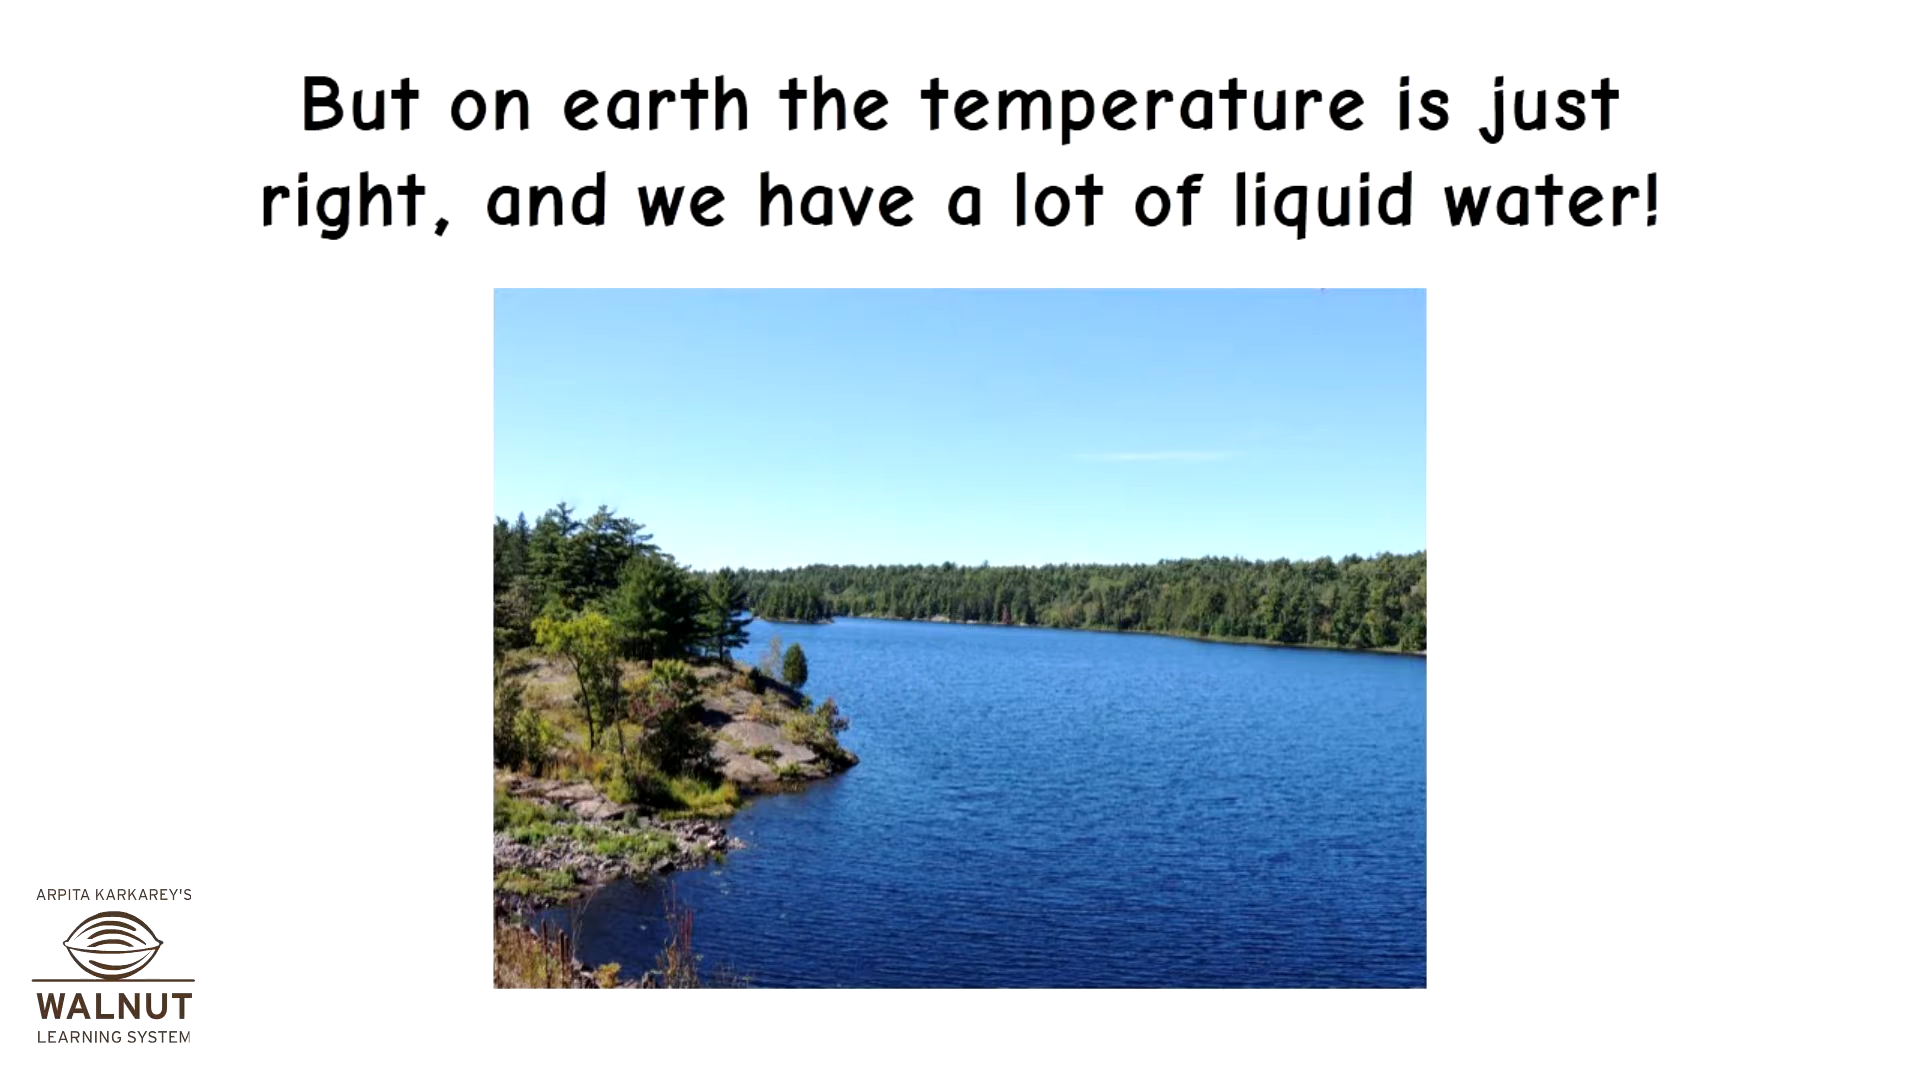 But on earth the temperature is just
right, and we have a lot of liquid water!
ARPITA KARKAREY'S
WALNUT
LEARNING SYSTEM